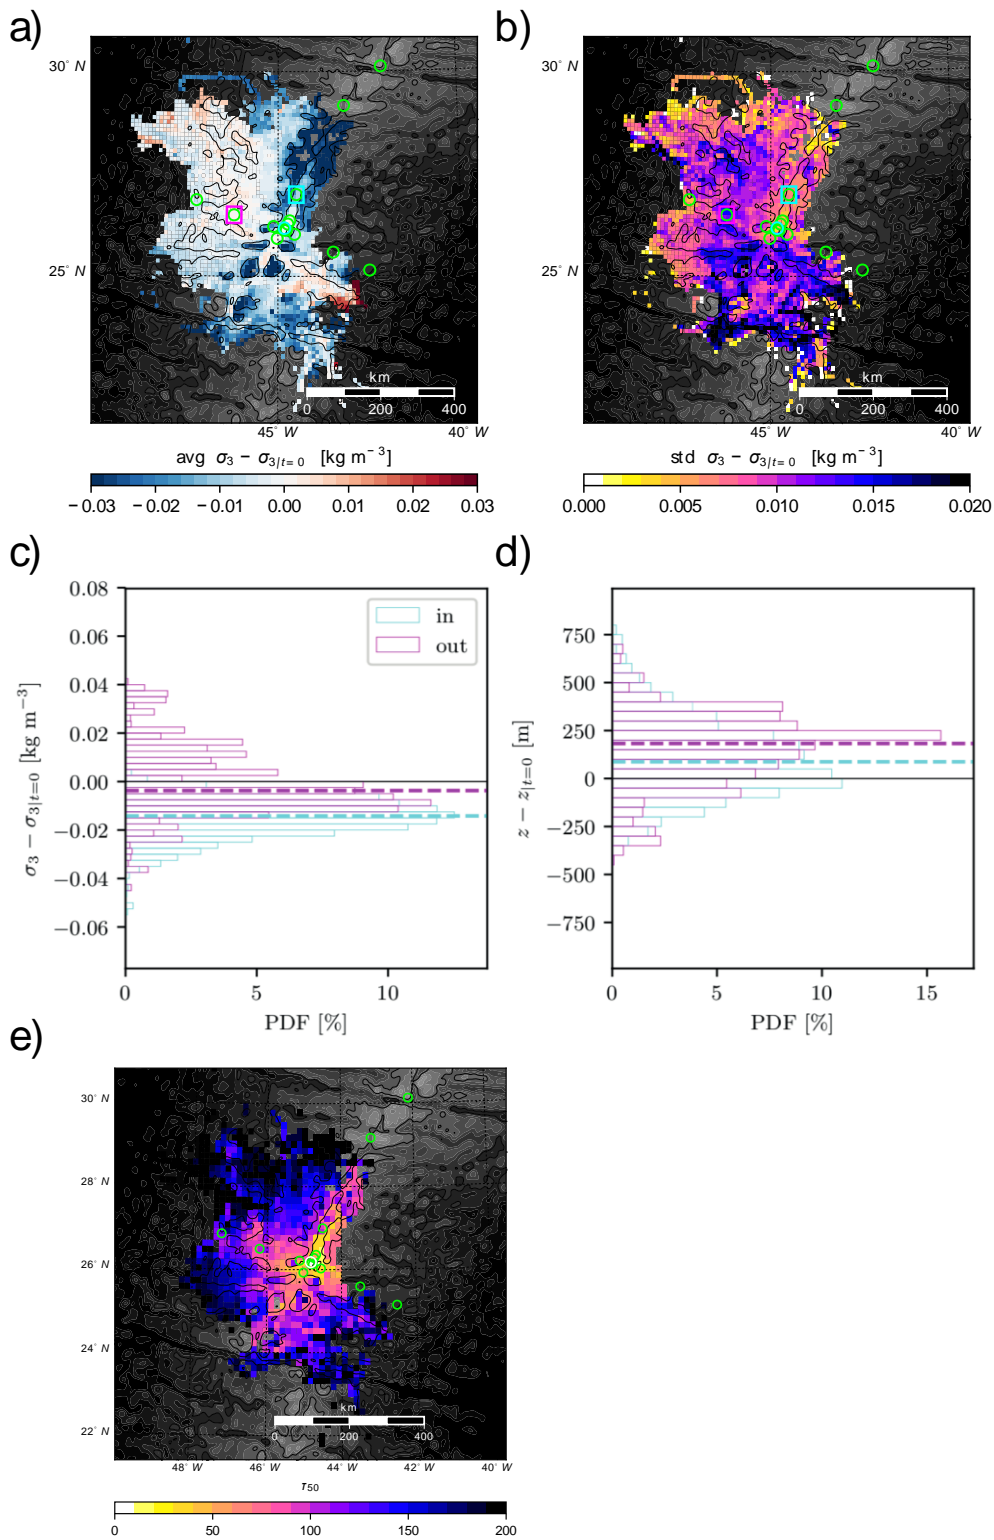 a)
b)
30° N
25° N
km
0 200 400
45° W 40° W
avg σ₃ − σ₃|t=0 [kg m⁻³]
−0.03 −0.02 −0.01 0.00 0.01 0.02 0.03
30° N
25° N
km
0 200 400
45° W 40° W
std σ₃ − σ₃|t=0 [kg m⁻³]
0.000 0.005 0.010 0.015 0.020
c)
d)
0.08
0.06
0.04
0.02
0.00
−0.02
−0.04
−0.06
σ₃ − σ₃|t=0 [kg m⁻³]
in
out
0 5 10
PDF [%]
750
500
250
0
−250
−500
−750
z − z|t=0 [m]
0 5 10 15
PDF [%]
e)
30° N
28° N
26° N
24° N
22° N
km
0 200 400
48° W 46° W 44° W 42° W 40° W
τ₅₀
0 50 100 150 200